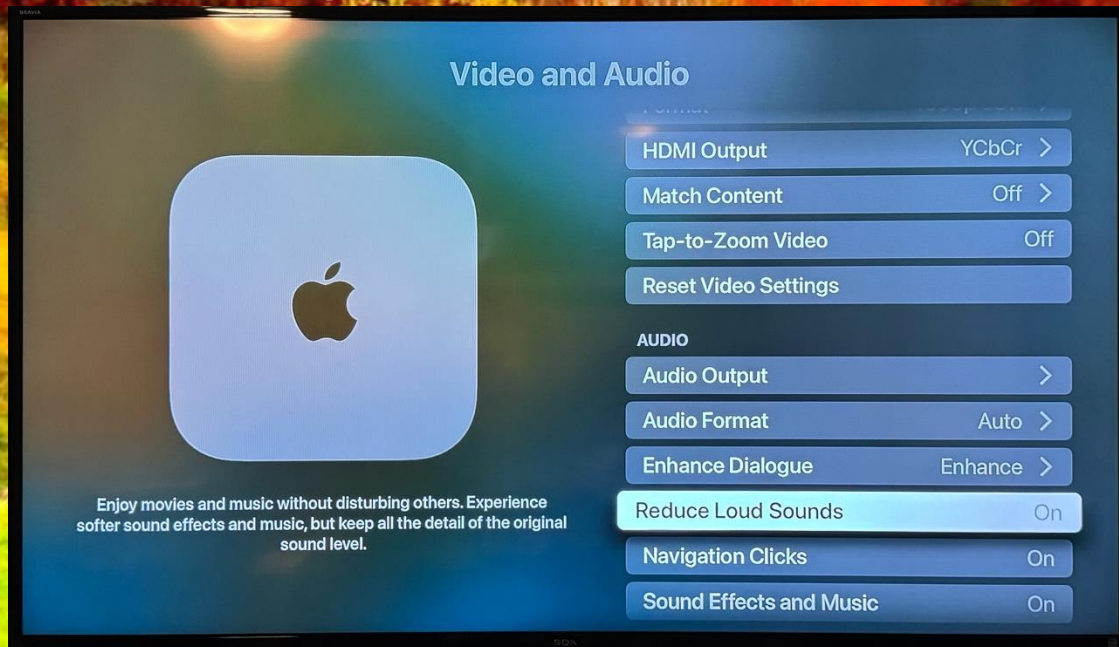 BRAVIA
Video and Audio
Format
HDMI Output YCbCr
Match Content Off
Tap-to-Zoom Video Off
Reset Video Settings
AUDIO
Audio Output
Audio Format Auto
Enhance Dialogue Enhance
Reduce Loud Sounds On
Navigation Clicks On
Sound Effects and Music On
Enjoy movies and music without disturbing others. Experience
softer sound effects and music, but keep all the detail of the original
sound level.